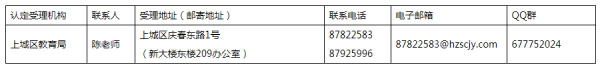 认定受理机构 联系人 受理地址（邮寄地址） 联系电话 电子邮箱 QQ群
上城区教育局 陈老师 上城区庆春东路1号 87822583 87822583@hzscjy.com 677752024
（新大楼东楼209办公室） 87925996